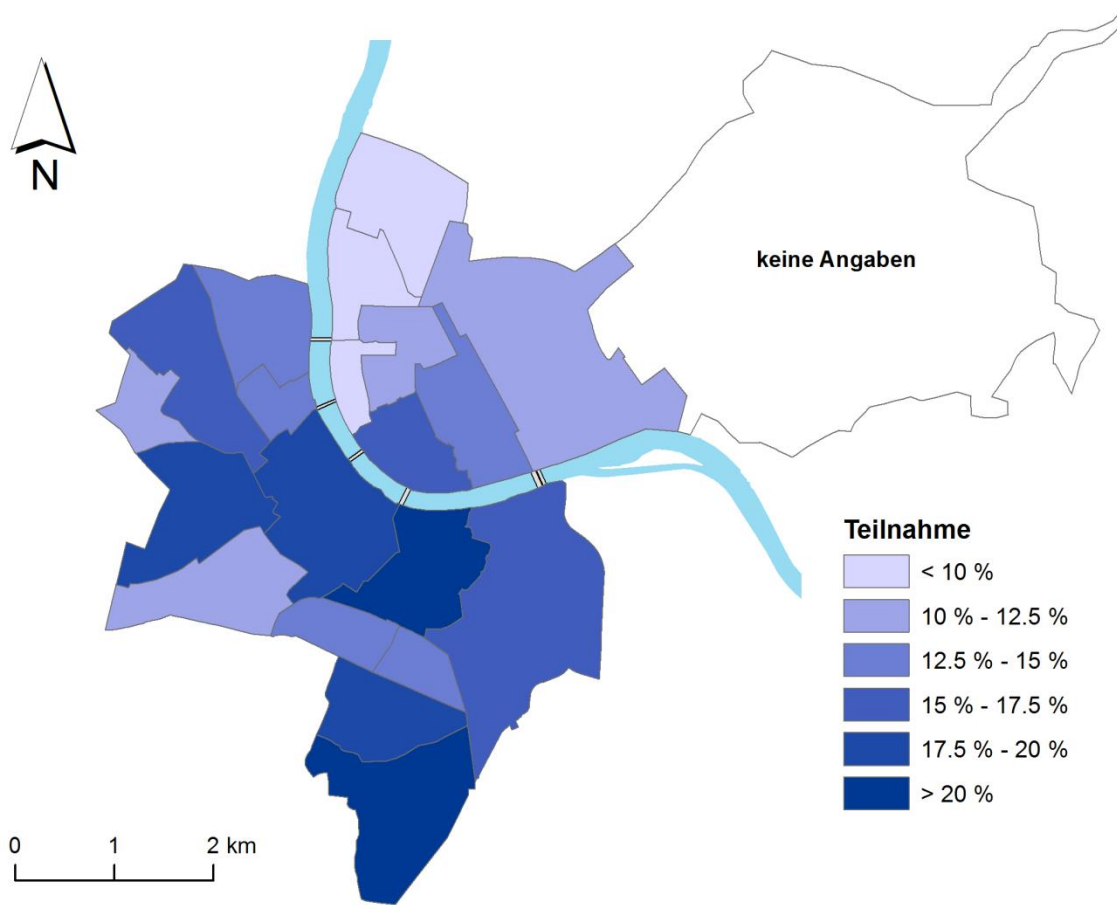 N
keine Angaben
Teilnahme
< 10 %
10 % - 12.5 %
12.5 % - 15 %
15 % - 17.5 %
17.5 % - 20 %
> 20 %
0 1 2 km